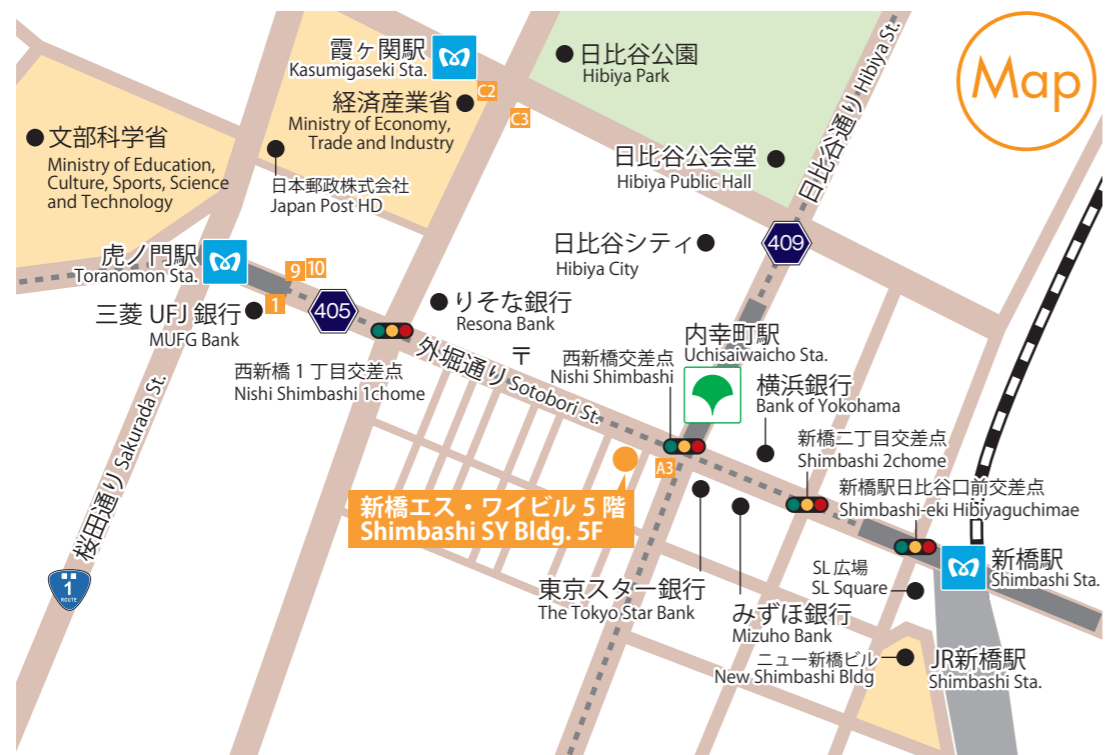 Map
霞ヶ関駅
Kasumigaseki Sta.
C2
C3
経済産業省
Ministry of Economy,
Trade and Industry
日比谷公園
Hibiya Park
日比谷通り Hibiya St.
文部科学省
Ministry of Education,
Culture, Sports, Science
and Technology
日本郵政株式会社
Japan Post HD
日比谷公会堂
Hibiya Public Hall
409
日比谷シティ
Hibiya City
虎ノ門駅
Toranomon Sta.
9
10
1
405
三菱 UFJ 銀行
MUFG Bank
りそな銀行
Resona Bank
〒
西新橋 1 丁目交差点
Nishi Shimbashi 1chome
外堀通り Sotobori St.
西新橋交差点
Nishi Shimbashi
内幸町駅
Uchisaiwaicho Sta.
横浜銀行
Bank of Yokohama
新橋二丁目交差点
Shimbashi 2chome
新橋駅日比谷口前交差点
Shimbashi-eki Hibiyaguchimae
A3
新橋エス・ワイビル 5 階
Shimbashi SY Bldg. 5F
桜田通り Sakurada St.
1
ROUTE
東京スター銀行
The Tokyo Star Bank
みずほ銀行
Mizuho Bank
SL 広場
SL Square
新橋駅
Shimbashi Sta.
ニュー新橋ビル
New Shimbashi Bldg
JR新橋駅
Shimbashi Sta.